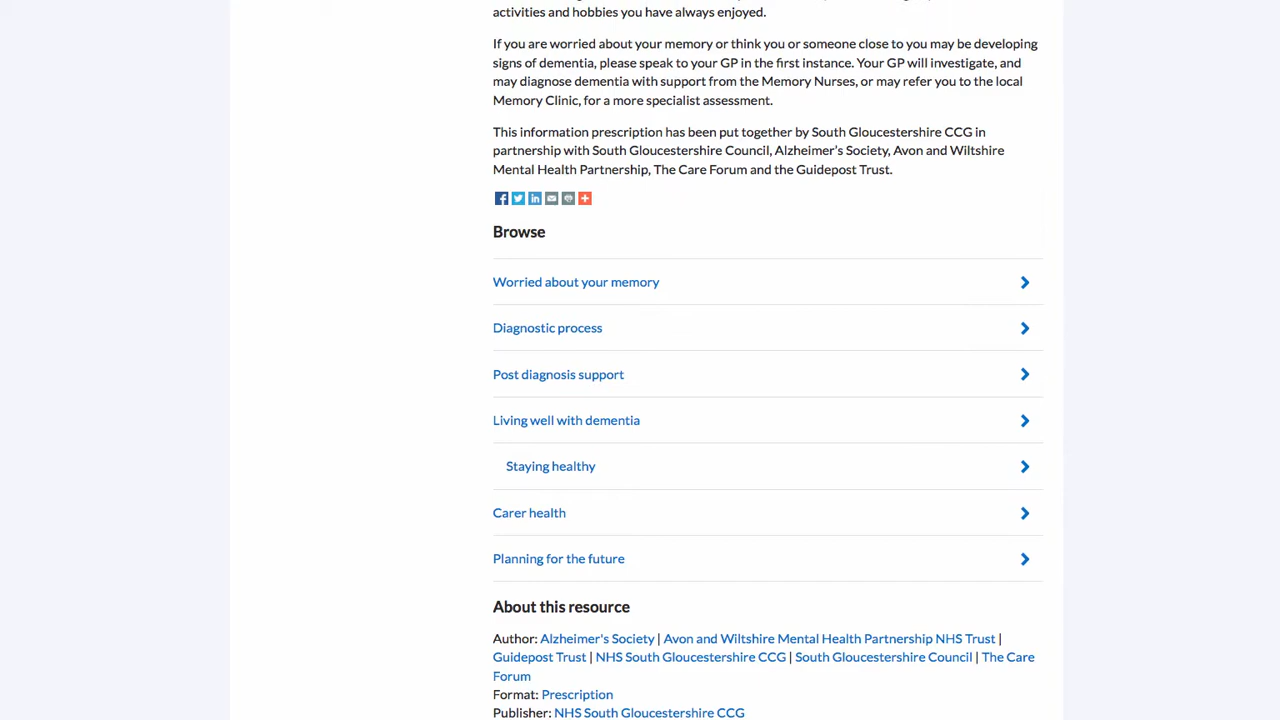 activities and hobbies you have always enjoyed.
If you are worried about your memory or think you or someone close to you may be developing
signs of dementia, please speak to your GP in the first instance. Your GP will investigate, and
may diagnose dementia with support from the Memory Nurses, or may refer you to the local
Memory Clinic, for a more specialist assessment.
This information prescription has been put together by South Gloucestershire CCG in
partnership with South Gloucestershire Council, Alzheimer's Society, Avon and Wiltshire
Mental Health Partnership, The Care Forum and the Guidepost Trust.
Browse
Worried about your memory
Diagnostic process
Post diagnosis support
Living well with dementia
Staying healthy
Carer health
Planning for the future
About this resource
Author: Alzheimer's Society | Avon and Wiltshire Mental Health Partnership NHS Trust |
Guidepost Trust | NHS South Gloucestershire CCG | South Gloucestershire Council | The Care
Forum
Format: Prescription
Publisher: NHS South Gloucestershire CCG